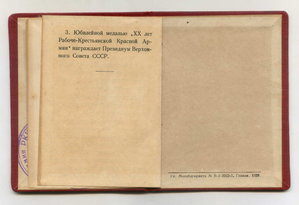 3. Юбилейной медалью „XX лет
Рабоче-Крестьянской Красной Ар-
мии“ награждает Президиум Верхов-
ного Совета СССР.